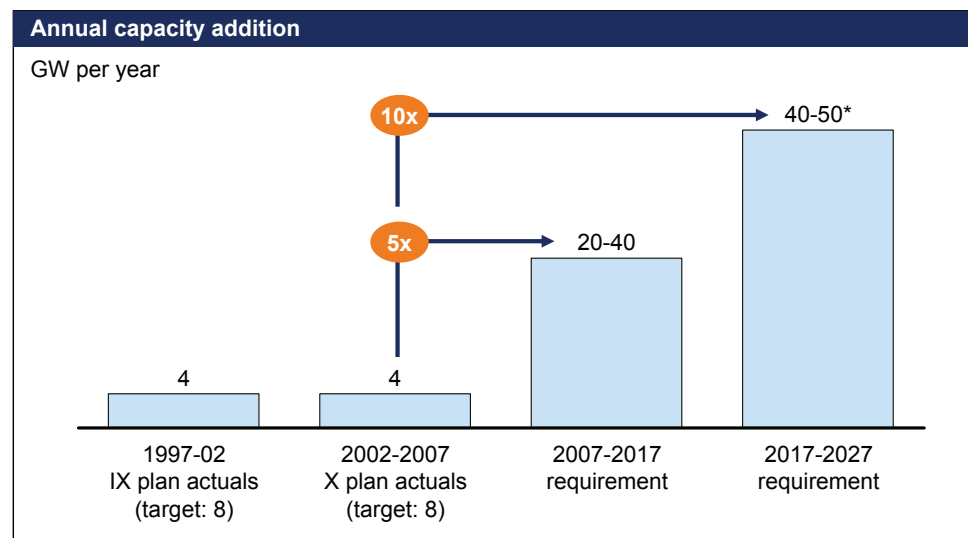 Annual capacity addition
GW per year
10x
40-50*
5x
20-40
4
4
1997-02
IX plan actuals
(target: 8)
2002-2007
X plan actuals
(target: 8)
2007-2017
requirement
2017-2027
requirement